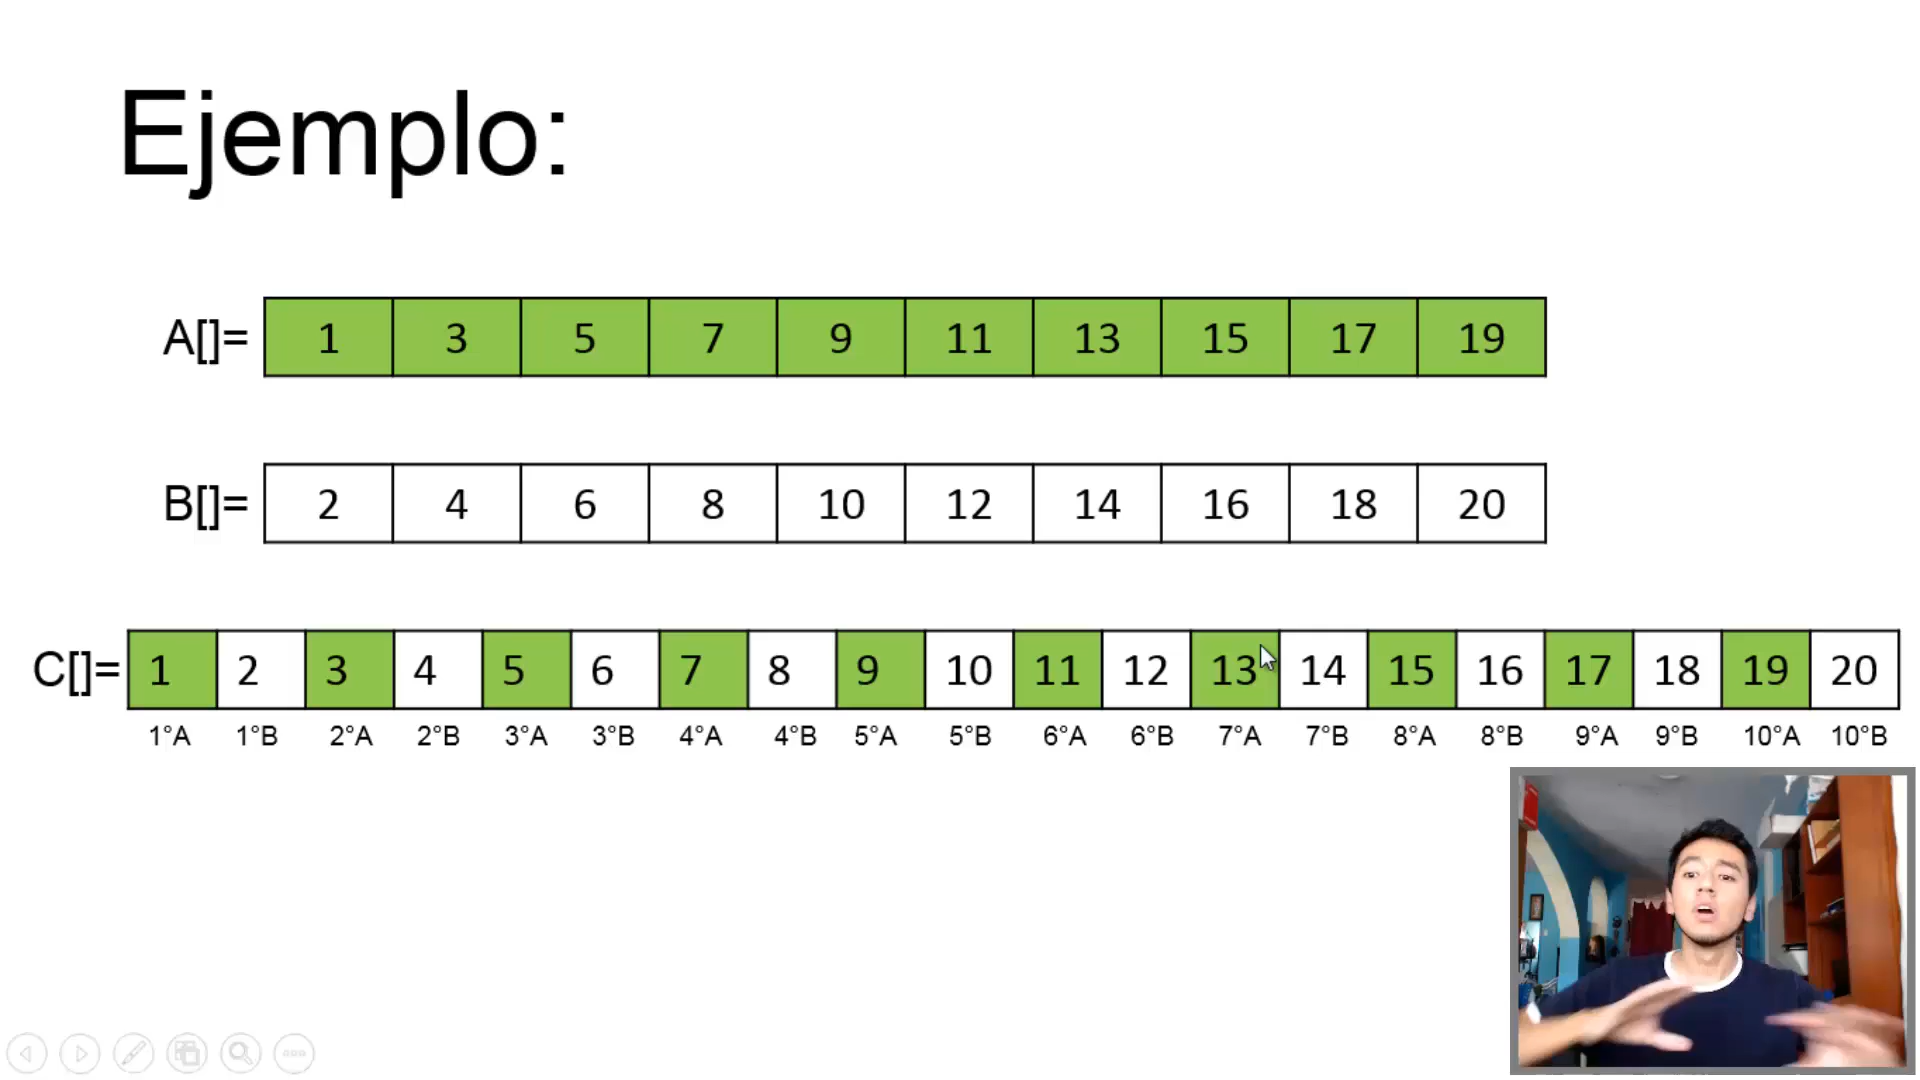 Ejemplo:
A[]= 1 3 5 7 9 11 13 15 17 19
B[]= 2 4 6 8 10 12 14 16 18 20
C[]= 1 2 3 4 5 6 7 8 9 10 11 12 13 14 15 16 17 18 19 20
1°A 1°B 2°A 2°B 3°A 3°B 4°A 4°B 5°A 5°B 6°A 6°B 7°A 7°B 8°A 8°B 9°A 9°B 10°A 10°B